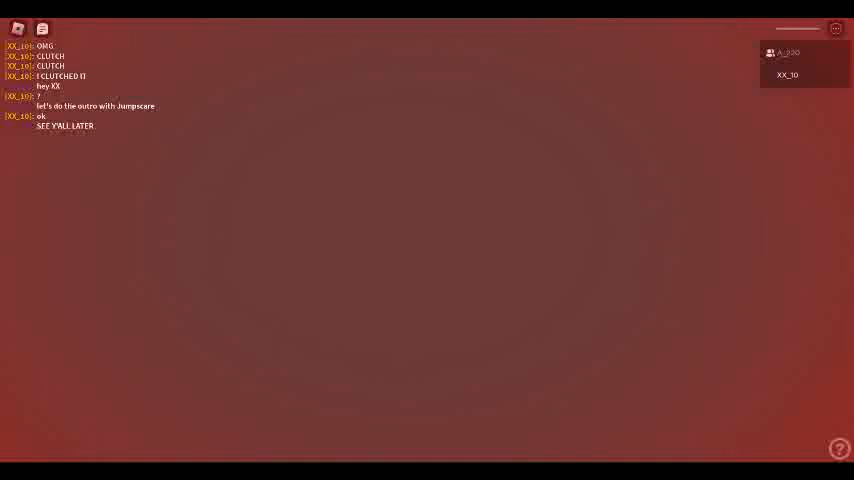 [XX_10]: OMG
[XX_10]: CLUTCH
[XX_10]: CLUTCH
[XX_10]: I CLUTCHED IT
hey XX
[XX_10]: ?
let's do the outro with Jumpscare
[XX_10]: ok
SEE Y'ALL LATER
A_220
XX_10
?